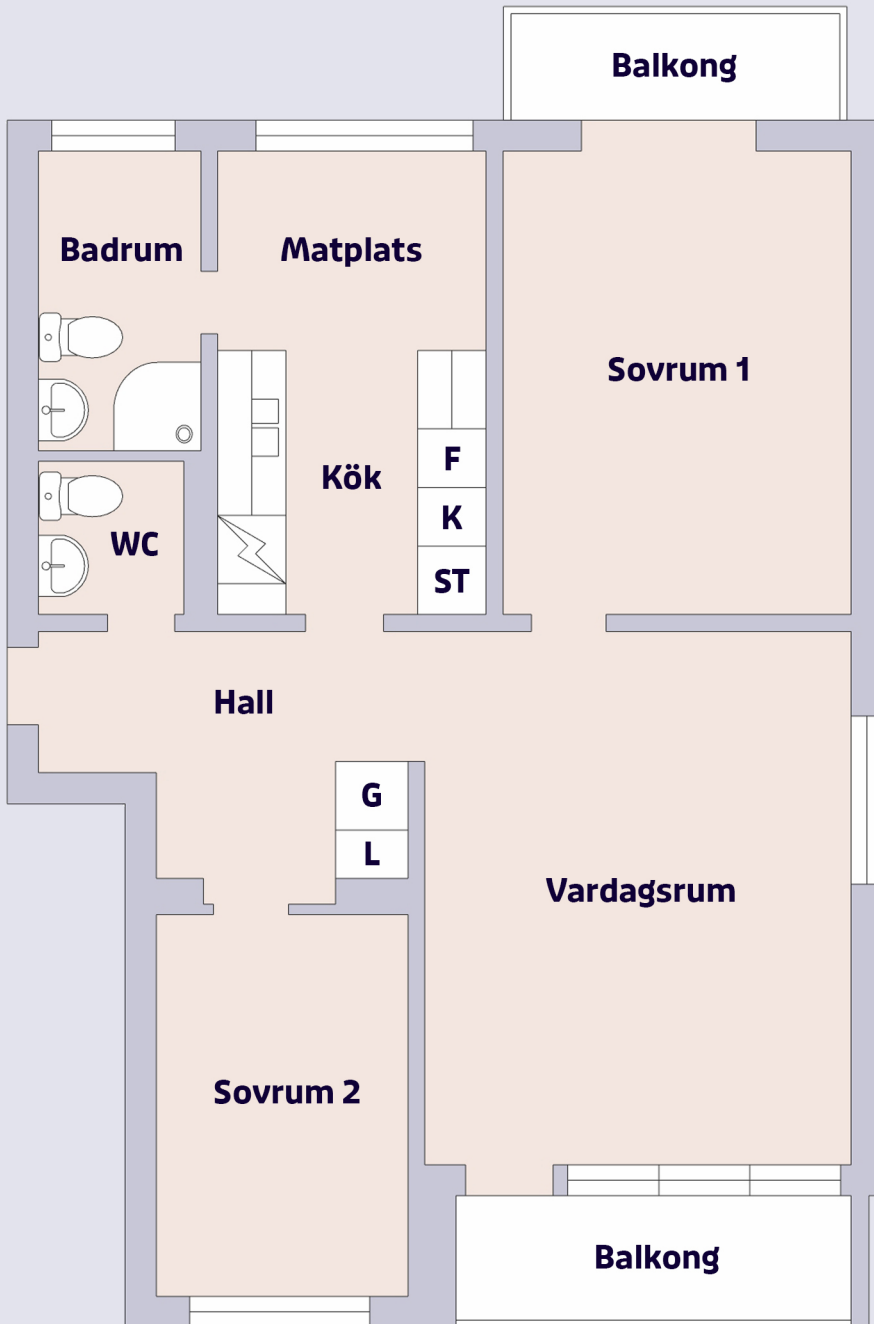 Balkong
Badrum
Matplats
Sovrum 1
F
Kök
K
WC
ST
Hall
G
L
Vardagsrum
Sovrum 2
Balkong